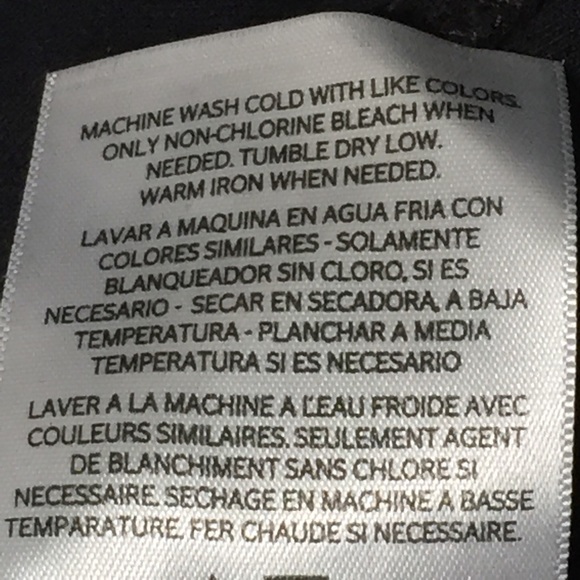 MACHINE WASH COLD WITH LIKE COLORS.
ONLY NON-CHLORINE BLEACH WHEN
NEEDED. TUMBLE DRY LOW.
WARM IRON WHEN NEEDED.
LAVAR A MAQUINA EN AGUA FRIA CON
COLORES SIMILARES - SOLAMENTE
BLANQUEADOR SIN CLORO, SI ES
NECESARIO - SECAR EN SECADORA, A BAJA
TEMPERATURA - PLANCHAR A MEDIA
TEMPERATURA SI ES NECESARIO
LAVER A LA MACHINE A L'EAU FROIDE AVEC
COULEURS SIMILAIRES. SEULEMENT AGENT
DE BLANCHIMENT SANS CHLORE SI
NECESSAIRE. SECHAGE EN MACHINE A BASSE
TEMPARATURE. FER CHAUDE SI NECESSAIRE.